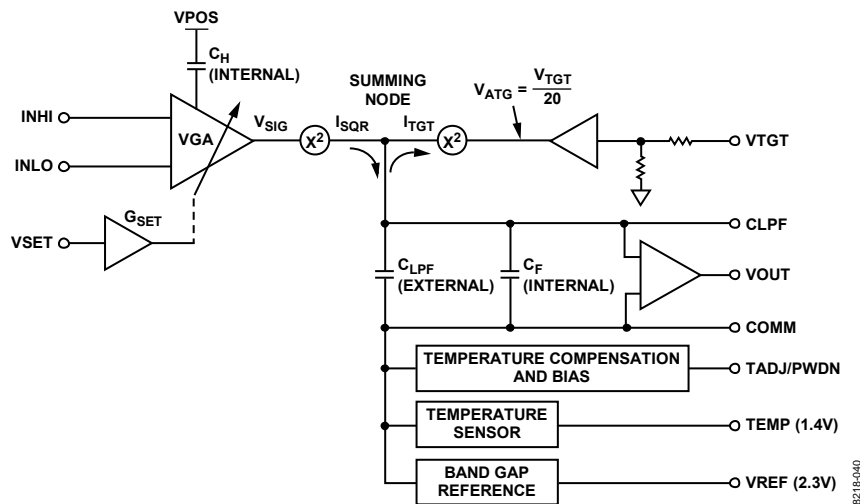 VPOS
C_H
(INTERNAL)
INHI
INLO
VGA
V_SIG
X²
I_SQR
SUMMING
NODE
I_TGT
X²
V_ATG = V_TGT
20
VTGT
VSET
G_SET
CLPF
C_LPF
(EXTERNAL)
C_F
(INTERNAL)
VOUT
COMM
TEMPERATURE COMPENSATION
AND BIAS
TADJ/PWDN
TEMPERATURE
SENSOR
TEMP (1.4V)
BAND GAP
REFERENCE
VREF (2.3V)
8218-040